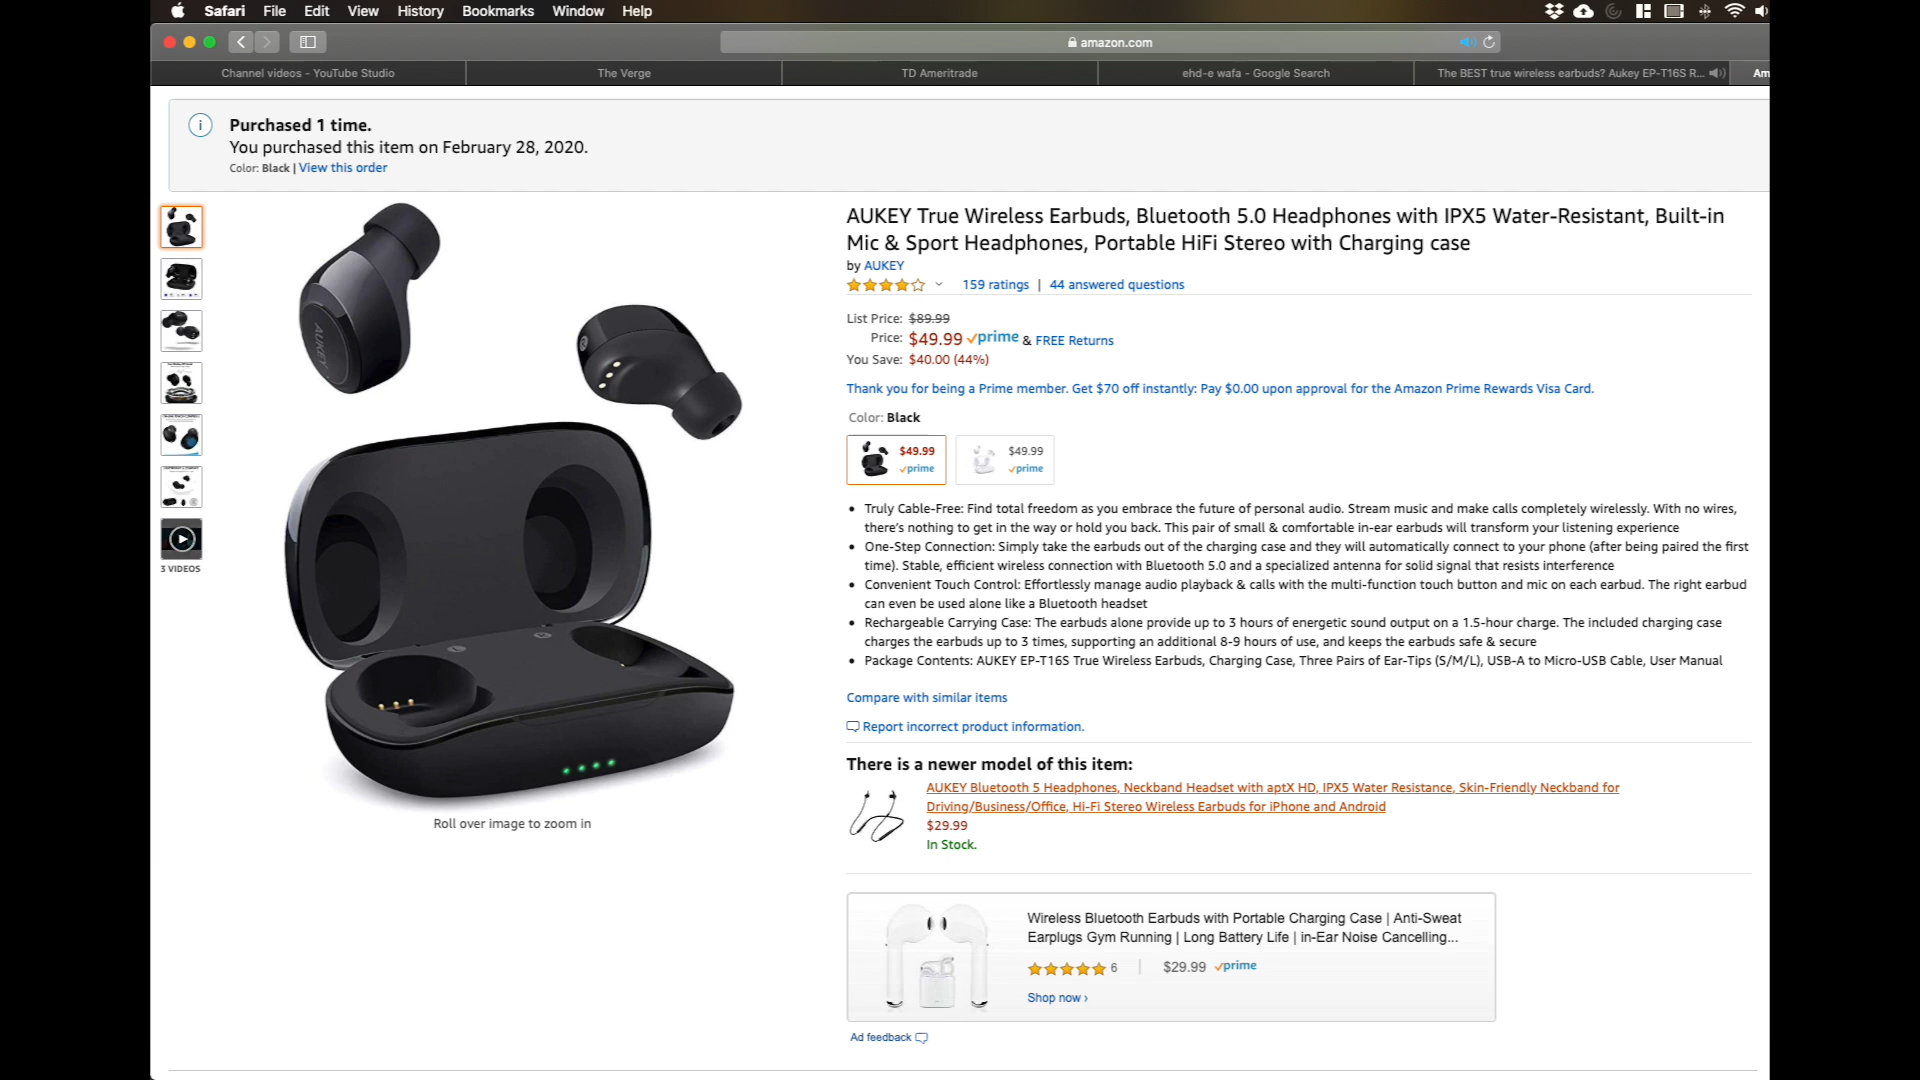 Safari File Edit View History Bookmarks Window Help
amazon.com
Channel videos - YouTube Studio
The Verge
TD Ameritrade
ehd-e wafa - Google Search
The BEST true wireless earbuds? Aukey EP-T16S R...
Am
Purchased 1 time.
You purchased this item on February 28, 2020.
Color: Black | View this order
AUKEY
3 VIDEOS
Roll over image to zoom in
AUKEY True Wireless Earbuds, Bluetooth 5.0 Headphones with IPX5 Water-Resistant, Built-in
Mic & Sport Headphones, Portable HiFi Stereo with Charging case
by AUKEY
159 ratings | 44 answered questions
List Price: $89.99
Price: $49.99 prime & FREE Returns
You Save: $40.00 (44%)
Thank you for being a Prime member. Get $70 off instantly: Pay $0.00 upon approval for the Amazon Prime Rewards Visa Card.
Color: Black
$49.99 $49.99
prime prime
• Truly Cable-Free: Find total freedom as you embrace the future of personal audio. Stream music and make calls completely wirelessly. With no wires,
there's nothing to get in the way or hold you back. This pair of small & comfortable in-ear earbuds will transform your listening experience
• One-Step Connection: Simply take the earbuds out of the charging case and they will automatically connect to your phone (after being paired the first
time). Stable, efficient wireless connection with Bluetooth 5.0 and a specialized antenna for solid signal that resists interference
• Convenient Touch Control: Effortlessly manage audio playback & calls with the multi-function touch button and mic on each earbud. The right earbud
can even be used alone like a Bluetooth headset
• Rechargeable Carrying Case: The earbuds alone provide up to 3 hours of energetic sound output on a 1.5-hour charge. The included charging case
charges the earbuds up to 3 times, supporting an additional 8-9 hours of use, and keeps the earbuds safe & secure
• Package Contents: AUKEY EP-T16S True Wireless Earbuds, Charging Case, Three Pairs of Ear-Tips (S/M/L), USB-A to Micro-USB Cable, User Manual
Compare with similar items
Report incorrect product information.
There is a newer model of this item:
AUKEY Bluetooth 5 Headphones, Neckband Headset with aptX HD, IPX5 Water Resistance, Skin-Friendly Neckband for
Driving/Business/Office, Hi-Fi Stereo Wireless Earbuds for iPhone and Android
$29.99
In Stock.
Wireless Bluetooth Earbuds with Portable Charging Case | Anti-Sweat
Earplugs Gym Running | Long Battery Life | in-Ear Noise Cancelling...
6 | $29.99 prime
Shop now ›
Ad feedback